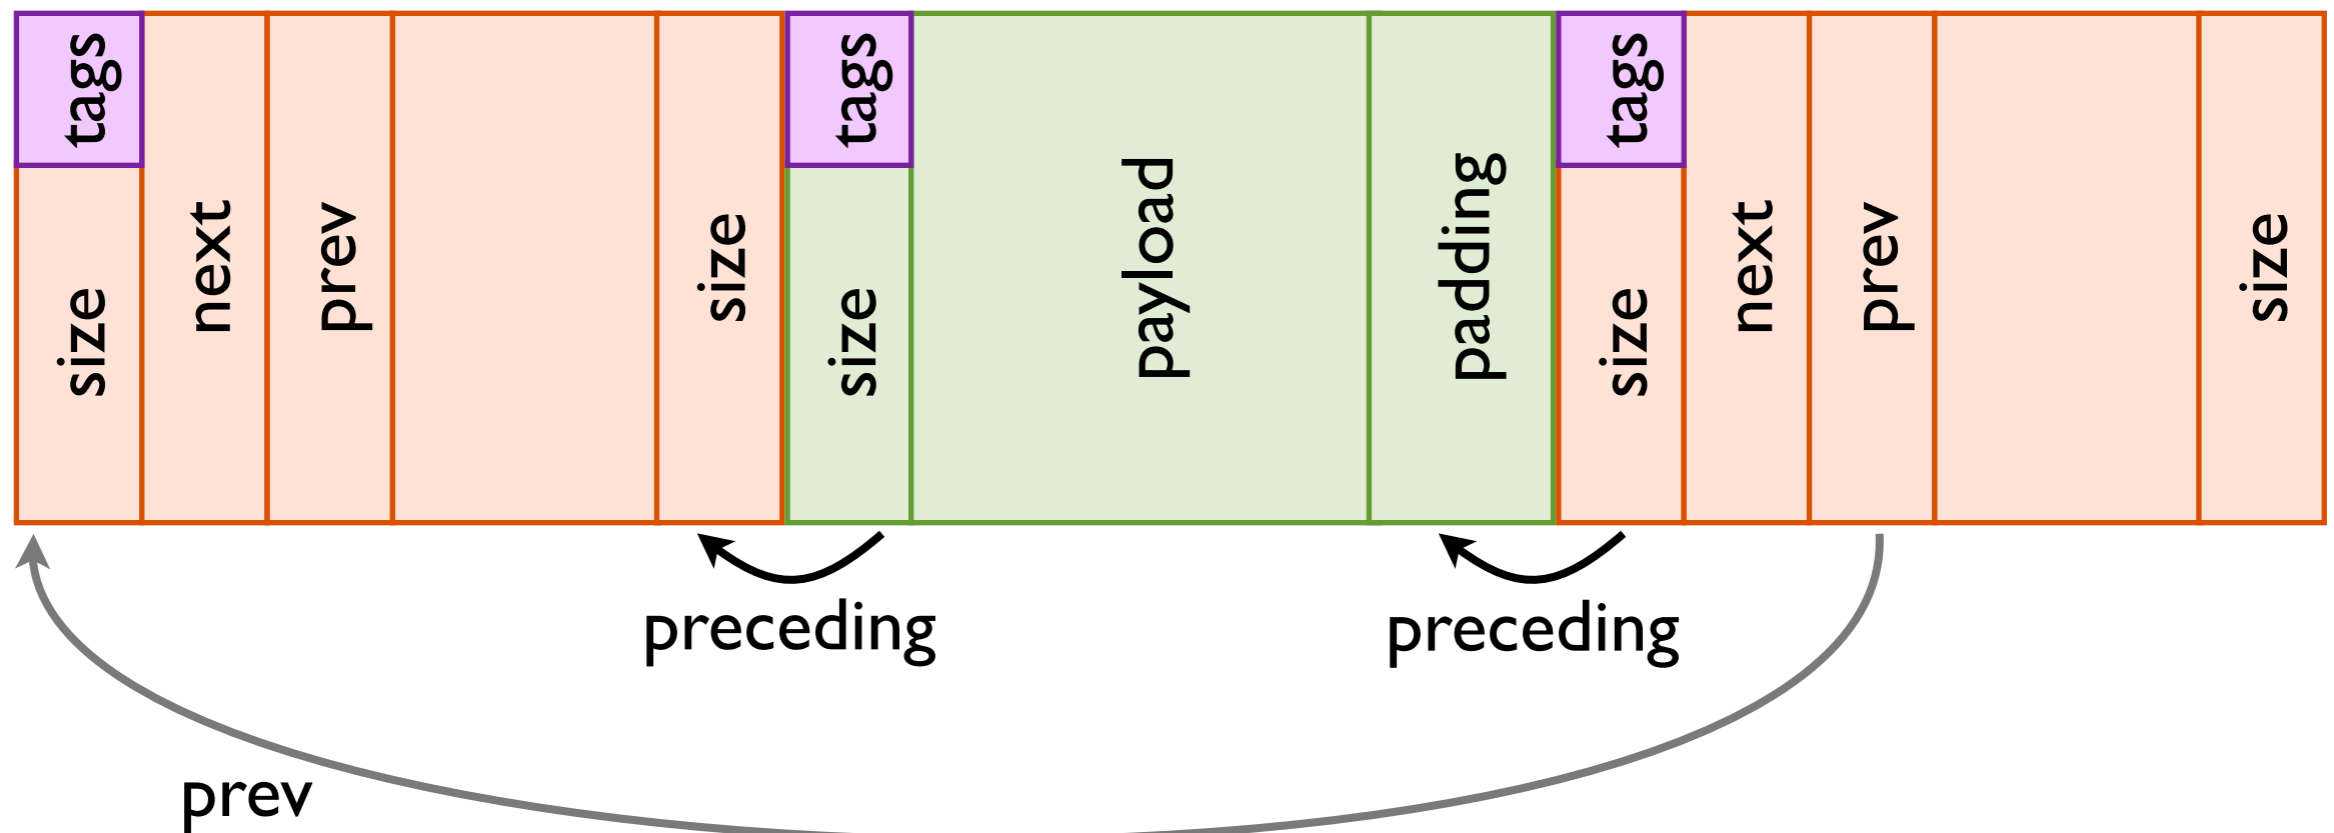 tags
size
next
prev
size
tags
size
payload
padding
tags
size
next
prev
size
preceding
preceding
prev